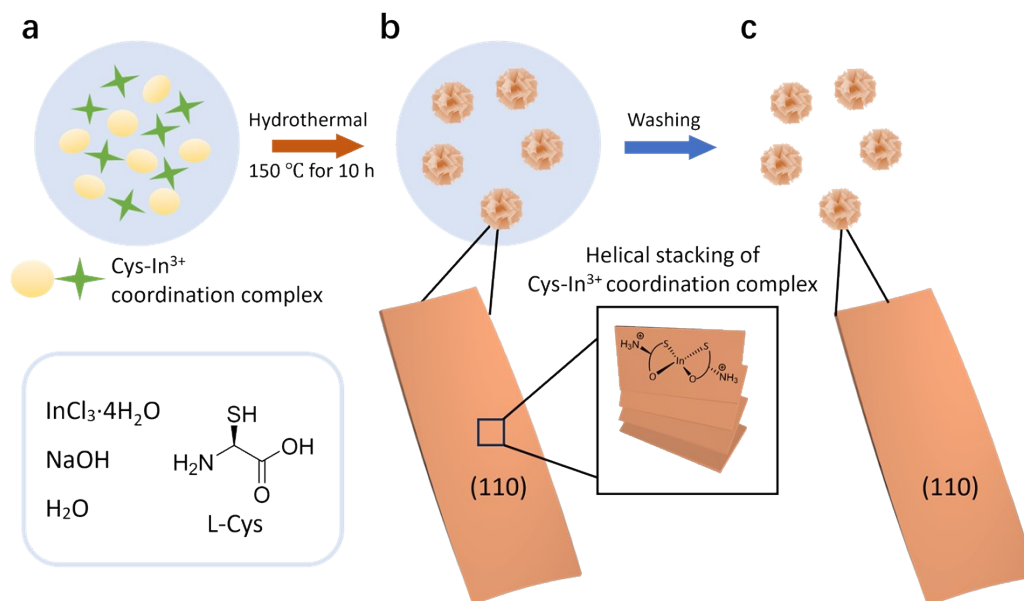 a
b
c
Hydrothermal
150 ℃ for 10 h
Washing
Cys-In³⁺
coordination complex
Helical stacking of
Cys-In³⁺ coordination complex
H₃N
⊕
S
S
In
O
O
⊕
NH₃
InCl₃·4H₂O
NaOH
H₂O
SH
H₂N
OH
O
L-Cys
(110)
(110)